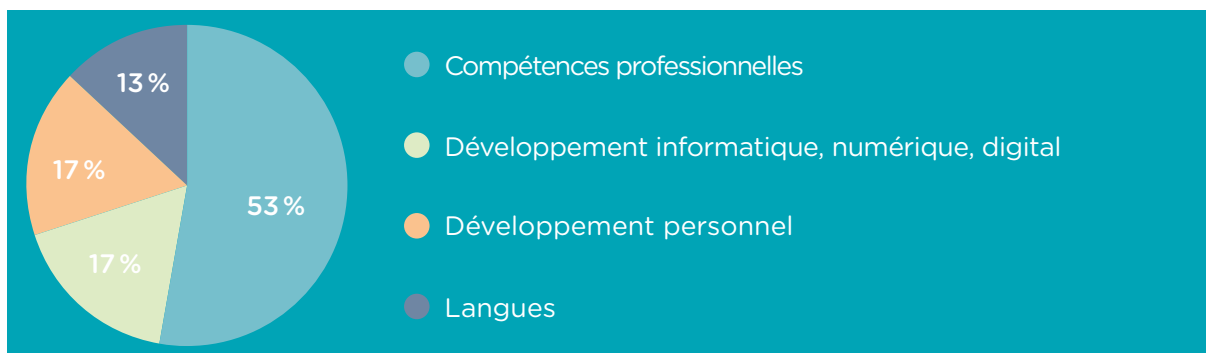 13 %
17 %
53 %
17 %
Compétences professionnelles
Développement informatique, numérique, digital
Développement personnel
Langues